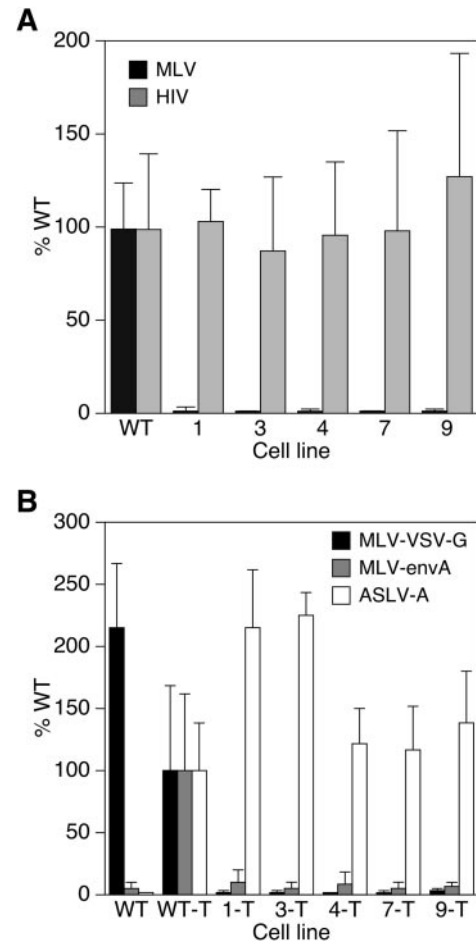 A
200
150
100
50
0
% WT
MLV
HIV
WT 1 3 4 7 9
Cell line
B
300
250
200
150
100
50
0
% WT
MLV-VSV-G
MLV-envA
ASLV-A
WT WT-T 1-T 3-T 4-T 7-T 9-T
Cell line